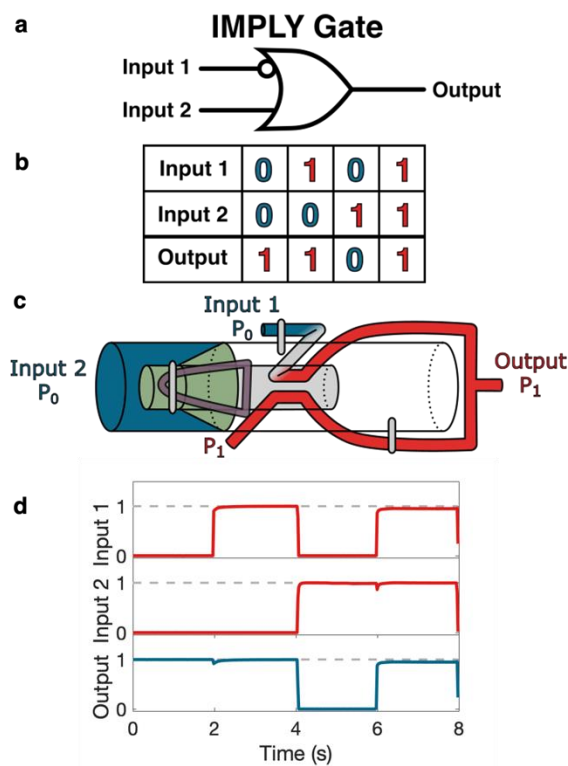 a
IMPLY Gate
Input 1
Input 2
Output
b
Input 1 0 1 0 1
Input 2 0 0 1 1
Output 1 1 0 1
c
Input 1
P0
Input 2
P0
Output
P1
P1
d
Input 1
1
0
Input 2
1
0
Output
1
0
0 2 4 6 8
Time (s)